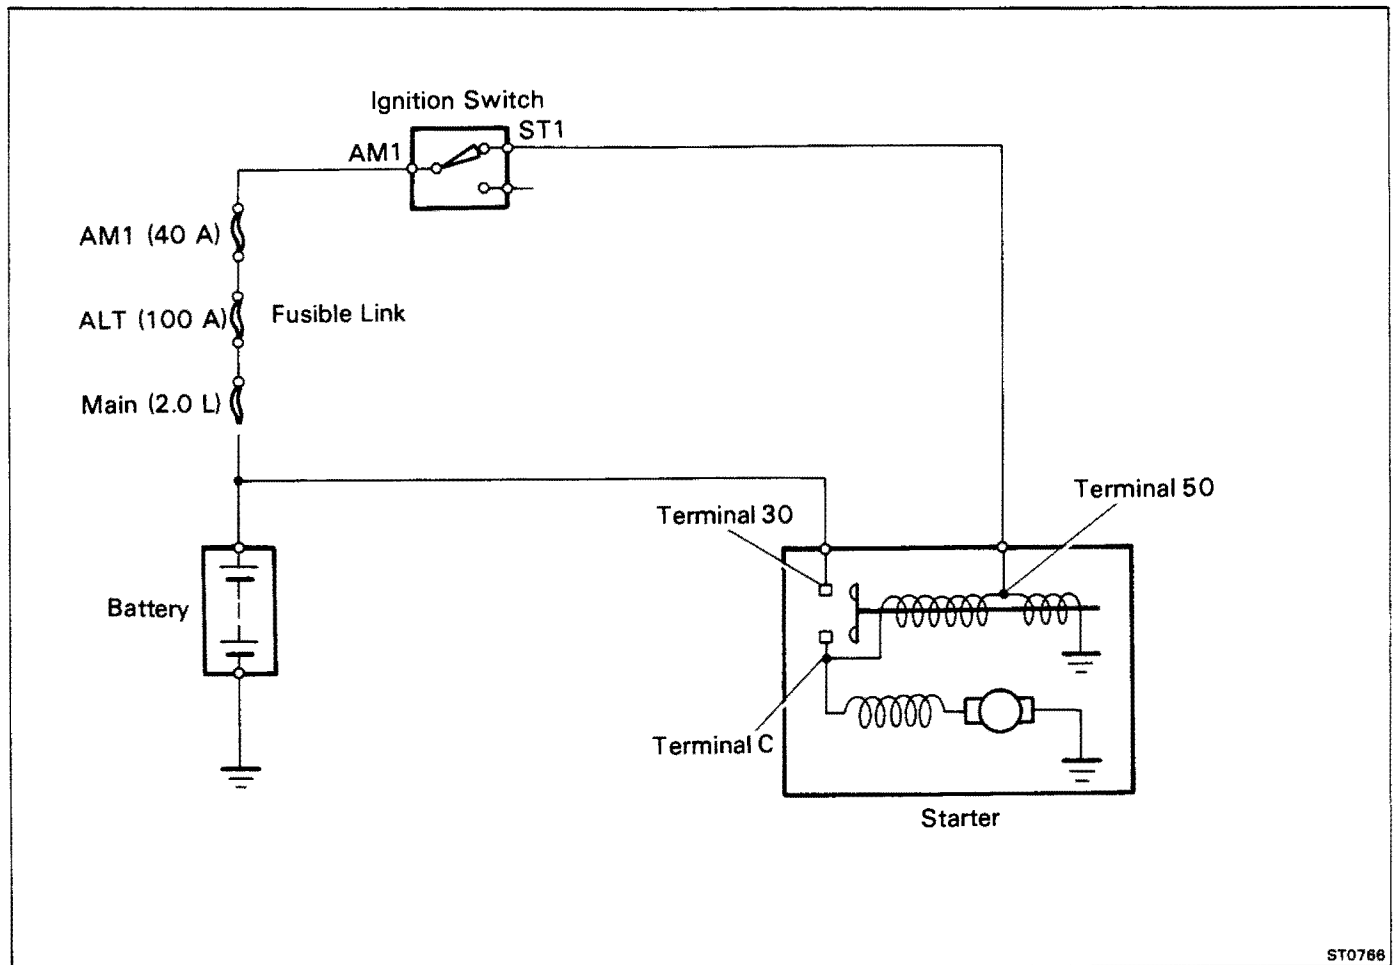 Ignition Switch
ST1
AM1
AM1 (40 A)
ALT (100 A)
Fusible Link
Main (2.0 L)
Terminal 50
Terminal 30
Battery
Terminal C
Starter
ST0766